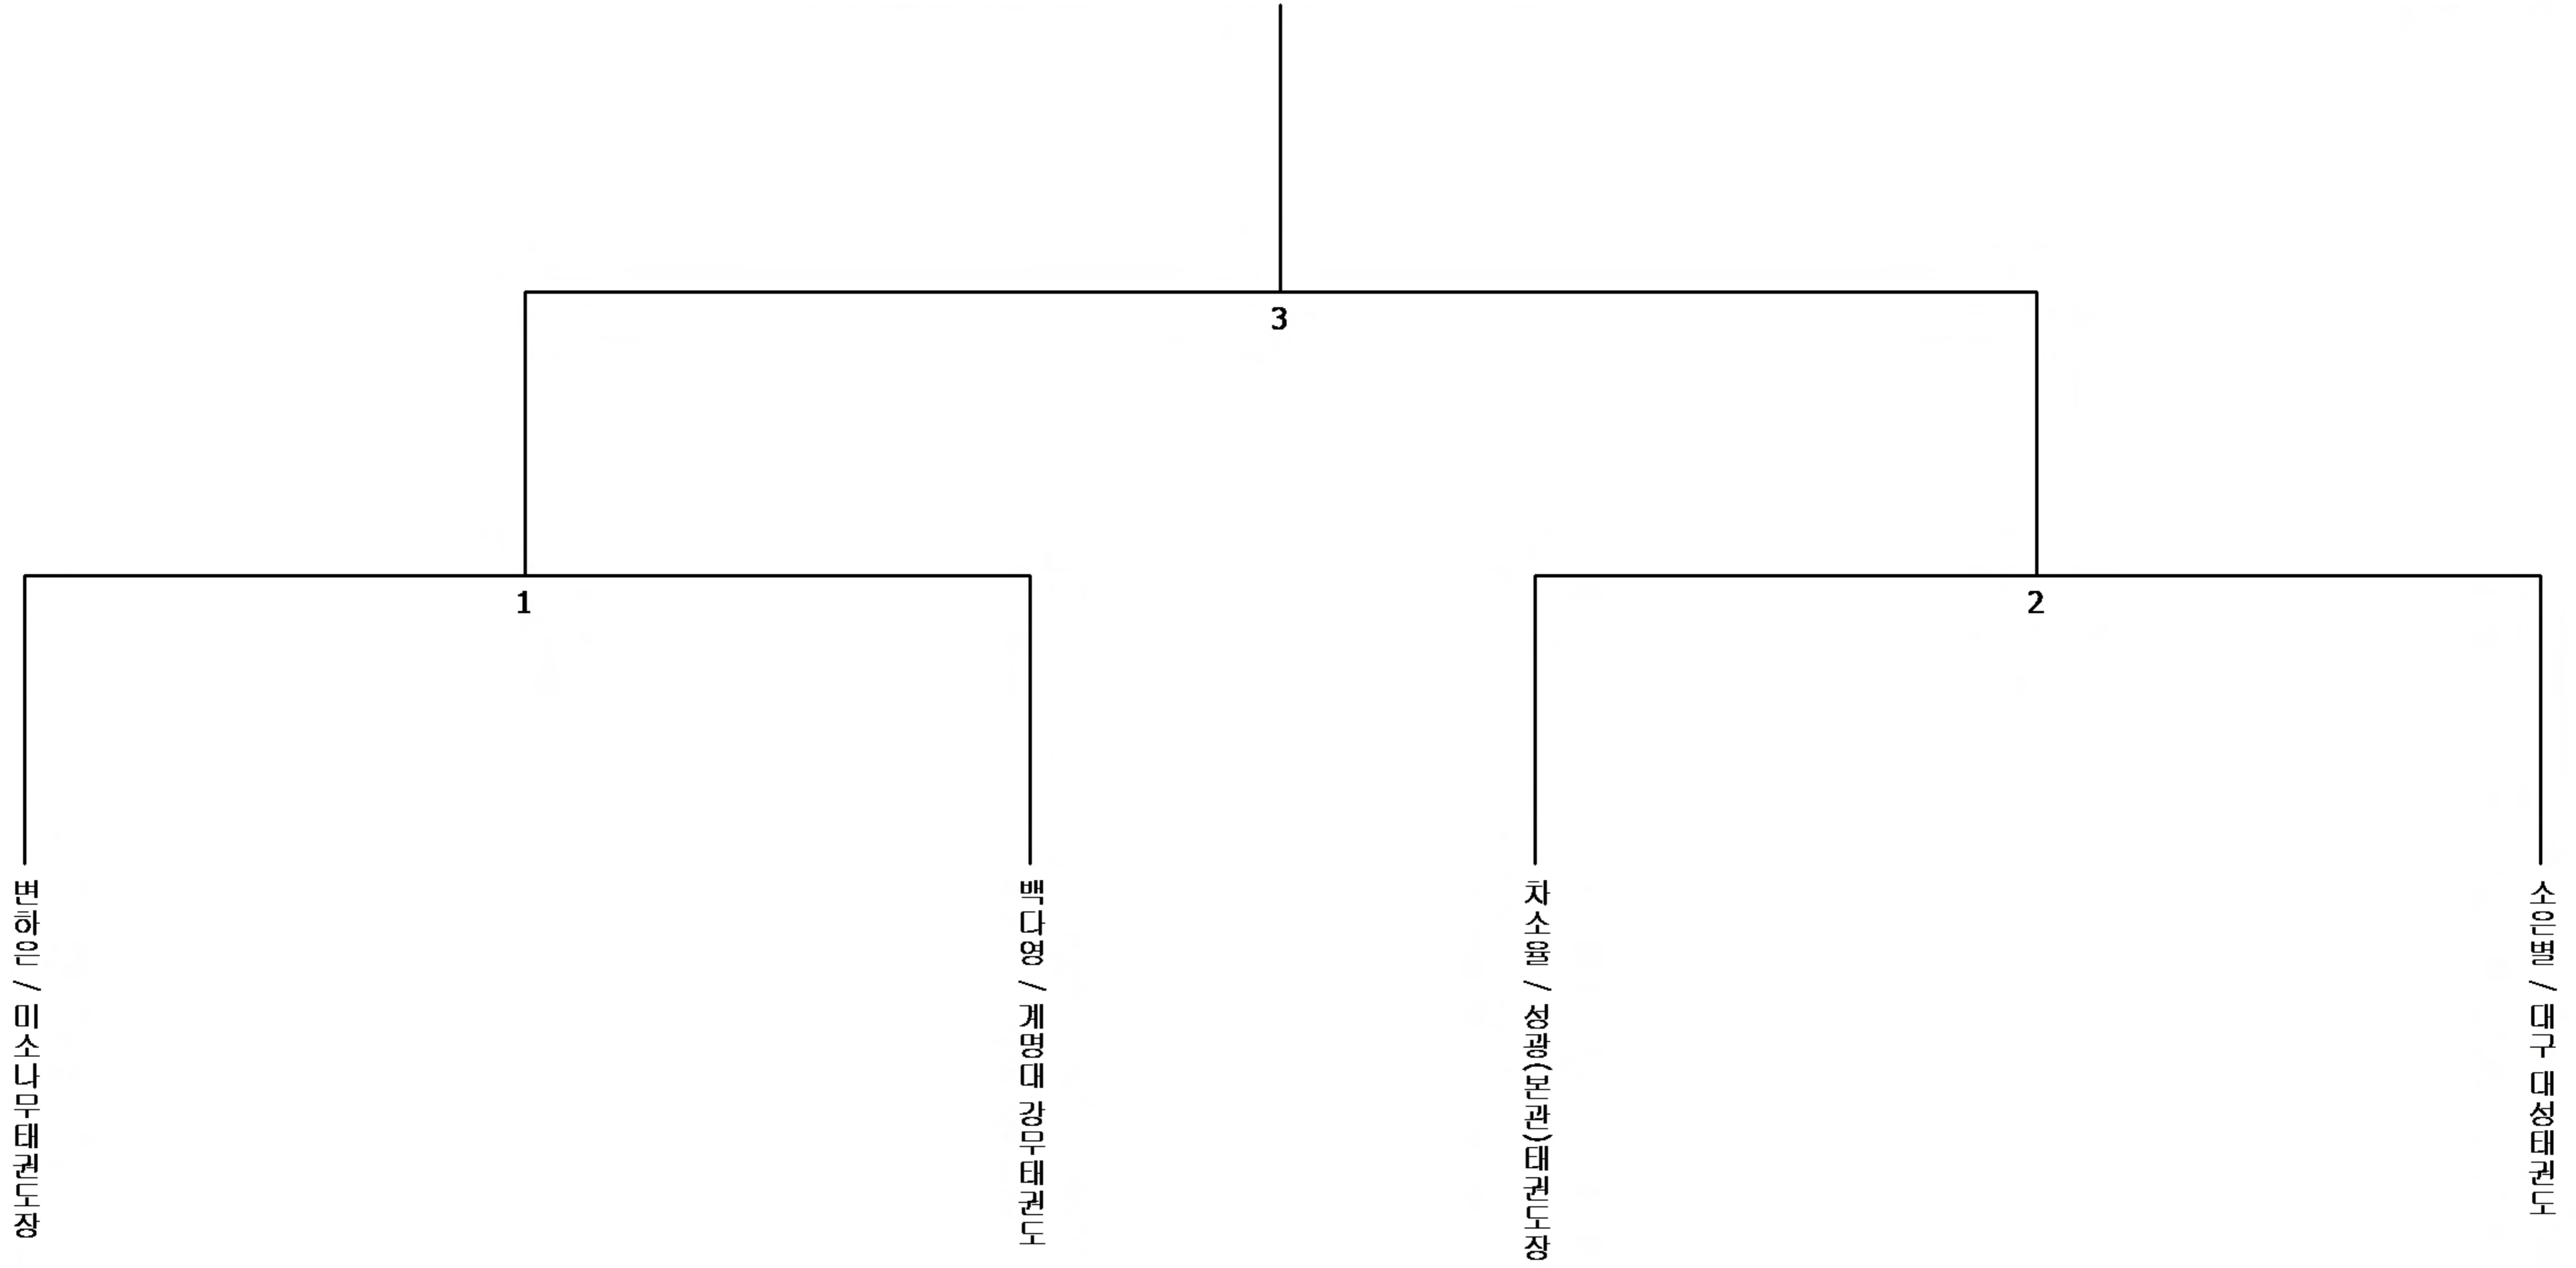 3
1
2
변하은 / 미소나무태권도장
백다영 / 계명대 강무태권도
차소율 / 성광(본관)태권도장
소은별 / 대구 대성태권도